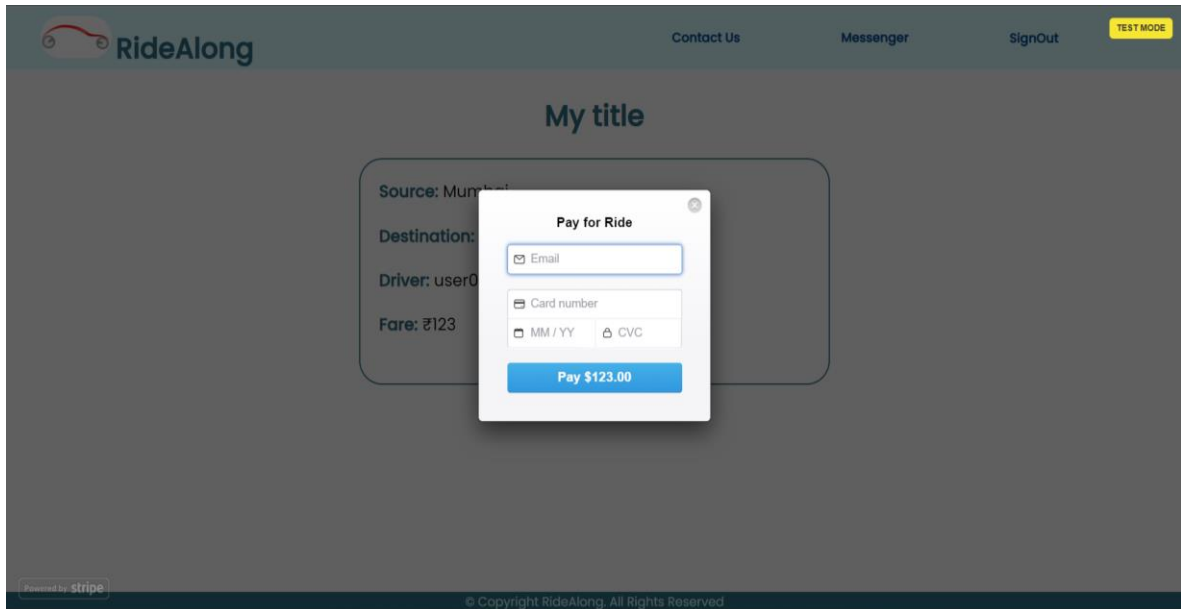 RideAlong
Contact Us
Messenger
SignOut
TEST MODE
My title
Source:
Destination:
Driver: user0
Fare: ₹123
Pay for Ride
Email
Card number
MM / YY
CVC
Pay $123.00
Powered by stripe
© Copyright RideAlong. All Rights Reserved